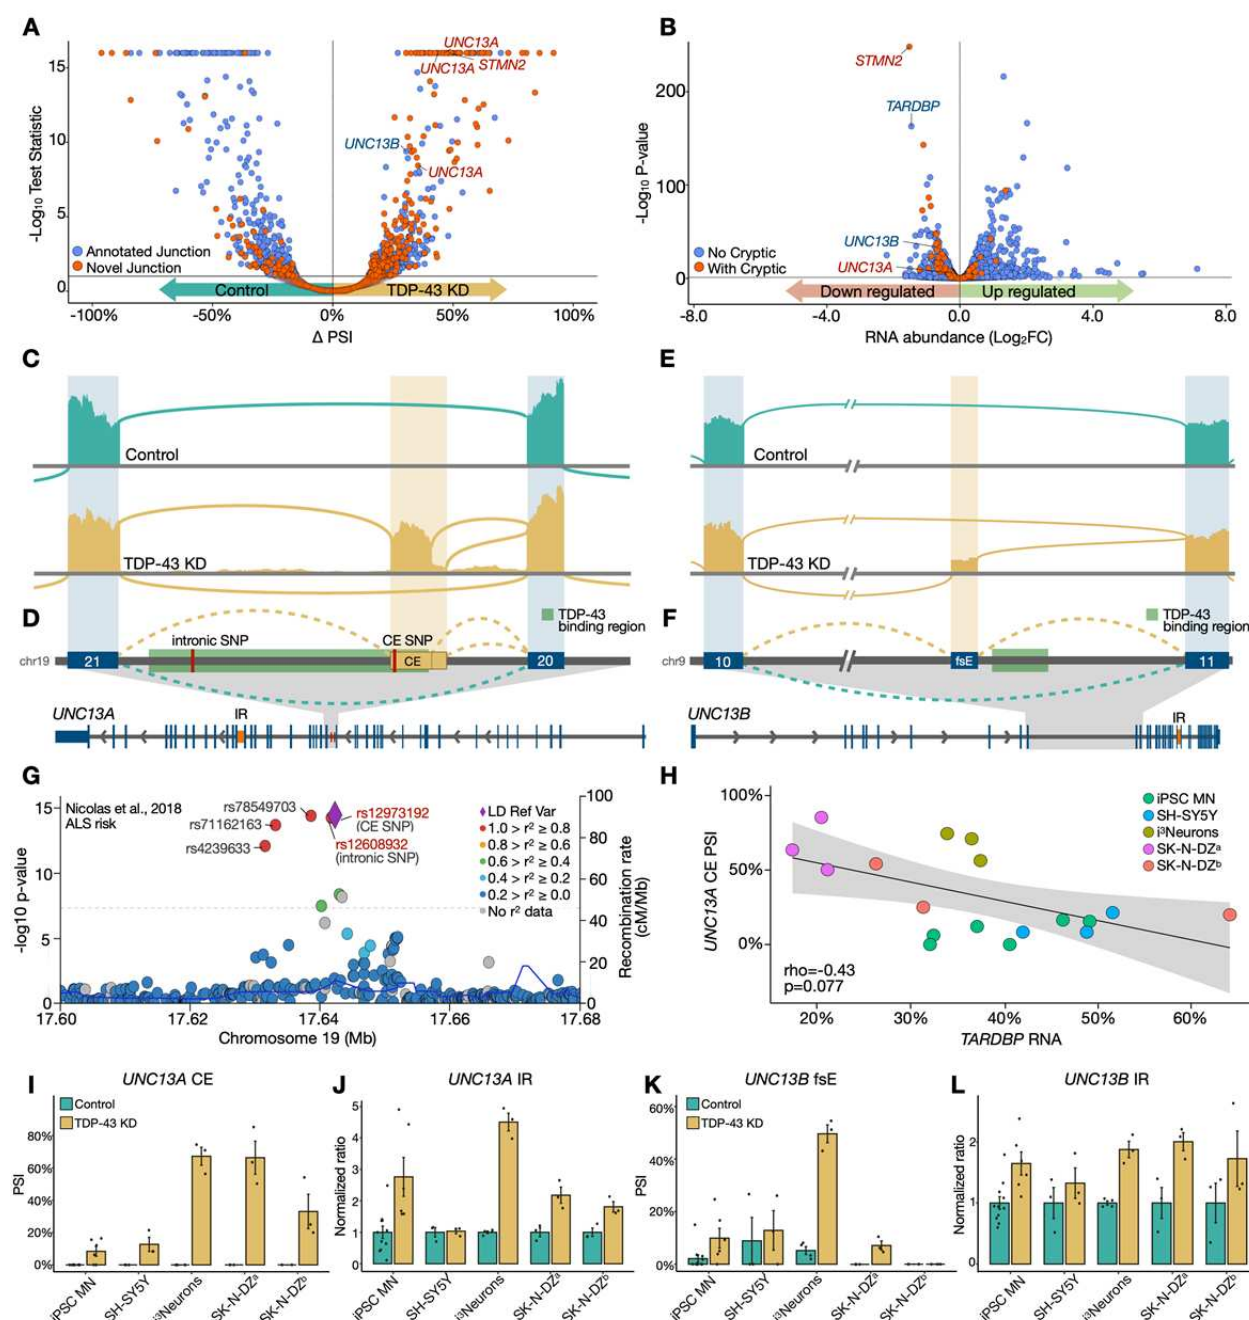 A
UNC13A
UNC13A
STMN2
UNC13B
UNC13A
-Log₁₀ Test Statistic
15
10
5
0
Annotated Junction
Novel Junction
Control
TDP-43 KD
-100%
-50%
0%
50%
100%
Δ PSI
B
STMN2
TARDBP
UNC13B
UNC13A
-Log₁₀ P-value
200
100
0
No Cryptic
With Cryptic
Down regulated
Up regulated
-8.0
-4.0
0.0
4.0
8.0
RNA abundance (Log₂FC)
C
Control
TDP-43 KD
D
TDP-43
binding region
intronic SNP
CE SNP
chr19
21
CE
20
UNC13A
IR
E
Control
TDP-43 KD
F
TDP-43
binding region
chr9
10
fsE
11
UNC13B
IR
G
Nicolas et al., 2018
ALS risk
rs78549703
rs71162163
rs4239633
rs12973192
(CE SNP)
rs12608932
(intronic SNP)
LD Ref Var
1.0 > r² ≥ 0.8
0.8 > r² ≥ 0.6
0.6 > r² ≥ 0.4
0.4 > r² ≥ 0.2
0.2 > r² ≥ 0.0
No r² data
-log10 p-value
15
10
5
0
Recombination rate
(cM/Mb)
100
80
60
40
20
0
17.60
17.62
17.64
17.66
17.68
Chromosome 19 (Mb)
H
iPSC MN
SH-SY5Y
i³Neurons
SK-N-DZᵃ
SK-N-DZᵇ
UNC13A CE PSI
100%
50%
0%
rho=-0.43
p=0.077
20%
30%
40%
50%
60%
TARDBP RNA
I
UNC13A CE
Control
TDP-43 KD
PSI
80%
60%
40%
20%
0%
iPSC MN
SH-SY5Y
i³Neurons
SK-N-DZᵃ
SK-N-DZᵇ
J
UNC13A IR
Normalized ratio
5
4
3
2
1
0
iPSC MN
SH-SY5Y
i³Neurons
SK-N-DZᵃ
SK-N-DZᵇ
K
UNC13B fsE
Control
TDP-43 KD
PSI
60%
40%
20%
0%
iPSC MN
SH-SY5Y
i³Neurons
SK-N-DZᵃ
SK-N-DZᵇ
L
UNC13B IR
Normalized ratio
2
1
0
iPSC MN
SH-SY5Y
i³Neurons
SK-N-DZᵃ
SK-N-DZᵇ